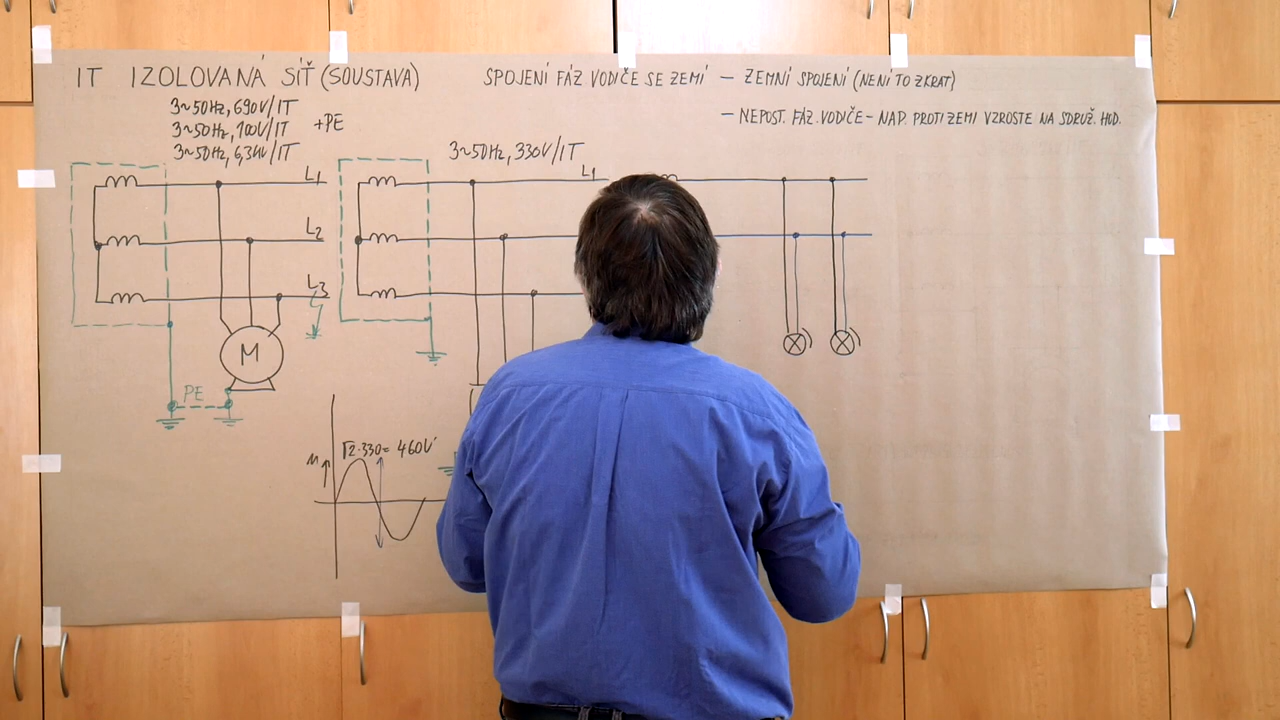 IT IZOLOVANÁ SÍŤ (SOUSTAVA)
3~50Hz, 690V/IT
3~50Hz, 700V/IT +PE
3~50Hz, 6,3kV/IT
SPOJENÍ FÁZ VODIČE SE ZEMÍ – ZEMNÍ SPOJENÍ (NENÍ TO ZKRAT)
– NEPOST. FÁZ. VODIČE – NAP. PROTI ZEMI VZROSTE NA SDRUŽ. HOD.
3~50Hz, 330V/IT
L1
L2
L3
M
PE
L1
u
√2·330= 460V